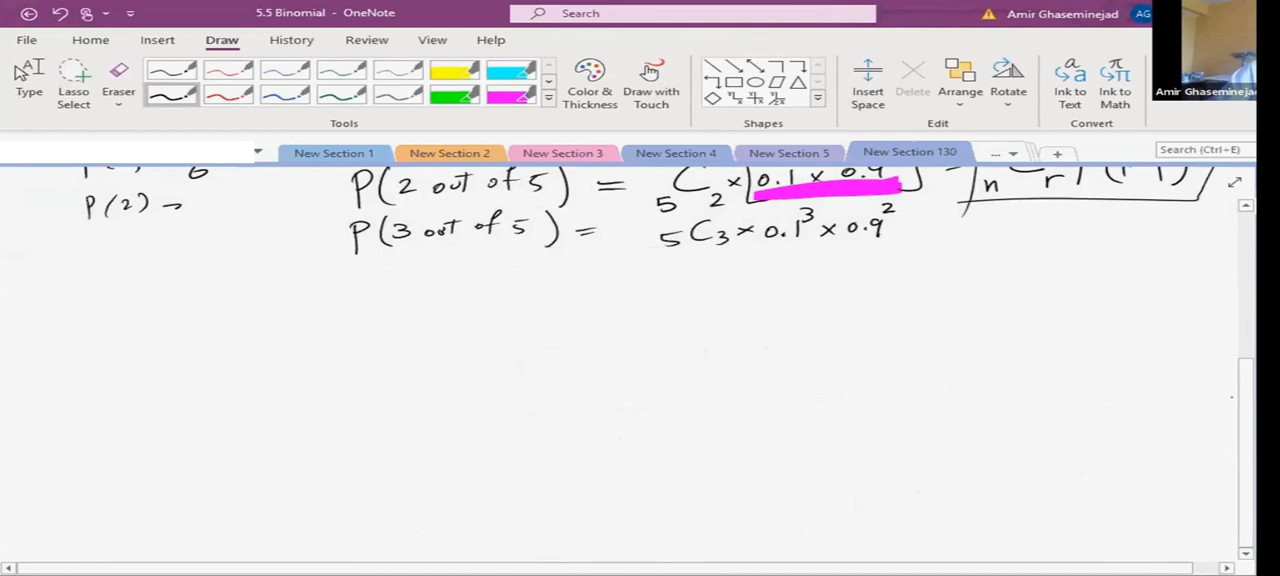 5.5 Binomial - OneNote
Search
Amir Ghaseminejad AG
File Home Insert Draw History Review View Help
Type Lasso Select Eraser Color & Thickness Draw with Touch Insert Space Delete Arrange Rotate Ink to Text Ink to Math
Amir Ghaseminejad
Tools Shapes Edit Convert
New Section 1 New Section 2 New Section 3 New Section 4 New Section 5 New Section 130 ... + Search (Ctrl+E)
P(2 out of 5) = 5C2 × [0.1 × 0.9
P(2) →
P(3 out of 5) = 5C3 × 0.1³ × 0.9²